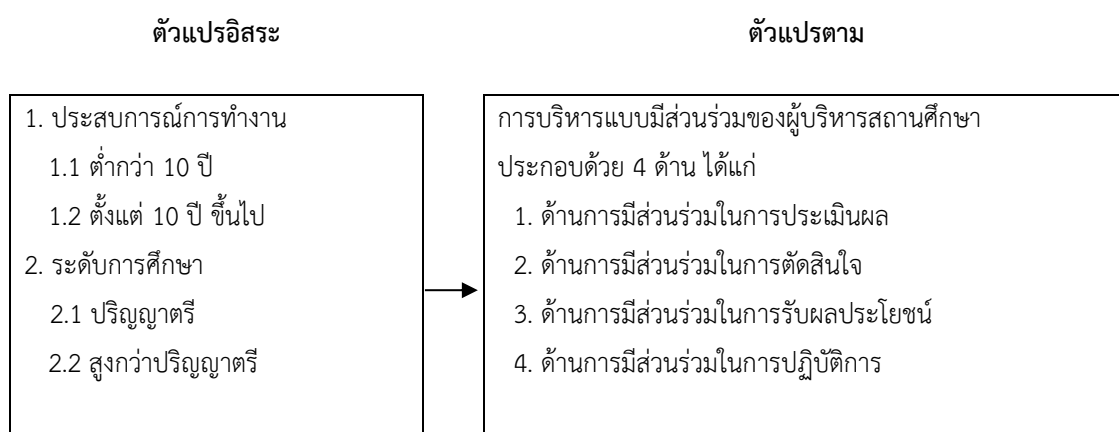 ตัวแปรอิสระ
ตัวแปรตาม
1. ประสบการณ์การทำงาน
1.1 ต่ำกว่า 10 ปี
1.2 ตั้งแต่ 10 ปี ขึ้นไป
2. ระดับการศึกษา
2.1 ปริญญาตรี
2.2 สูงกว่าปริญญาตรี
การบริหารแบบมีส่วนร่วมของผู้บริหารสถานศึกษา
ประกอบด้วย 4 ด้าน ได้แก่
1. ด้านการมีส่วนร่วมในการประเมินผล
2. ด้านการมีส่วนร่วมในการตัดสินใจ
3. ด้านการมีส่วนร่วมในการรับผลประโยชน์
4. ด้านการมีส่วนร่วมในการปฏิบัติการ